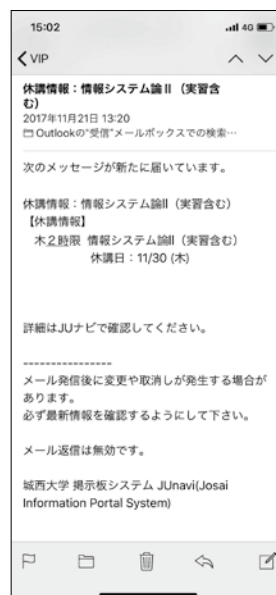 15:02
4G
VIP
休講情報：情報システム論Ⅱ（実習含
む）
2017年11月21日 13:20
Outlookの"受信"メールボックスでの検索…
次のメッセージが新たに届いています。
休講情報：情報システム論Ⅱ（実習含む）
【休講情報】
木２時限 情報システム論Ⅱ（実習含む）
休講日：11/30 (木)
詳細はJUナビで確認してください。
----------------
メール発信後に変更や取消しが発生する場合が
あります。
必ず最新情報を確認するようにして下さい。
メール返信は無効です。
城西大学 掲示板システム JUnavi(Josai
Information Portal System)